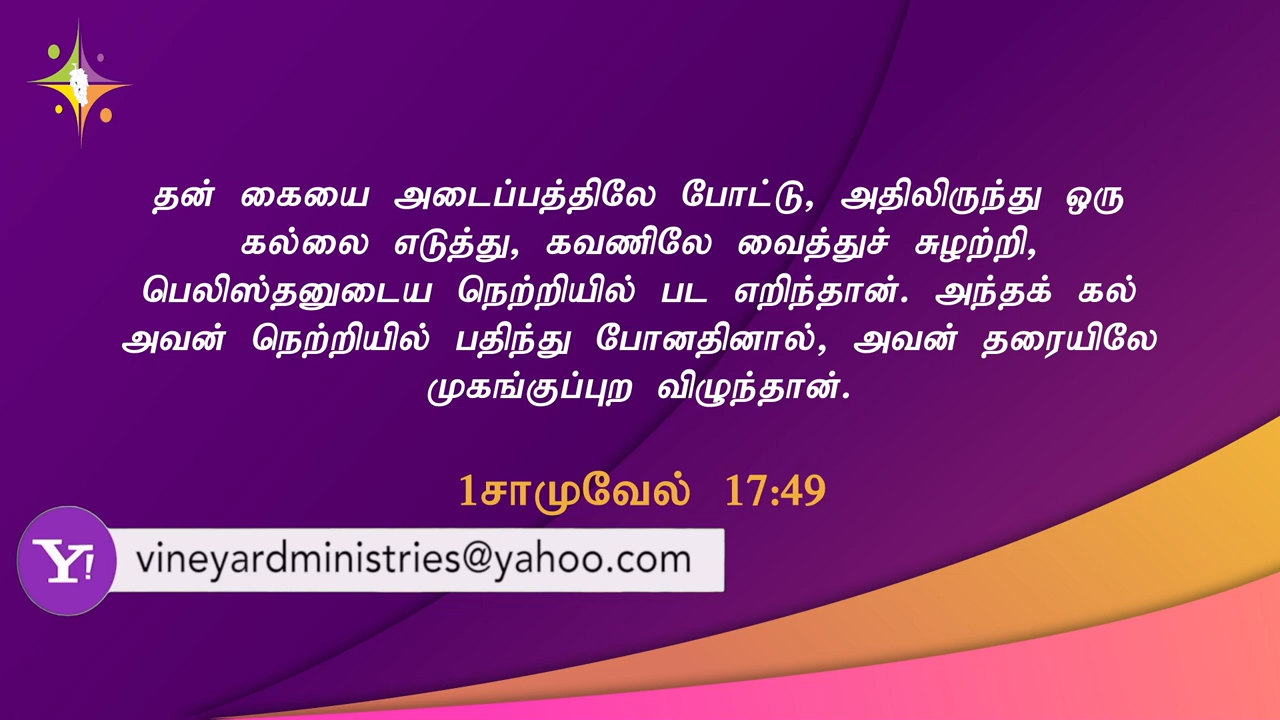 தன் கையை அடைப்பத்திலே போட்டு, அதிலிருந்து ஒரு
கல்லை எடுத்து, கவணிலே வைத்துச் சுழற்றி,
பெலிஸ்தனுடைய நெற்றியில் பட எறிந்தான். அந்தக் கல்
அவன் நெற்றியில் பதிந்து போனதினால், அவன் தரையிலே
முகங்குப்புற விழுந்தான்.
1சாமுவேல் 17:49
Y! vineyardministries@yahoo.com